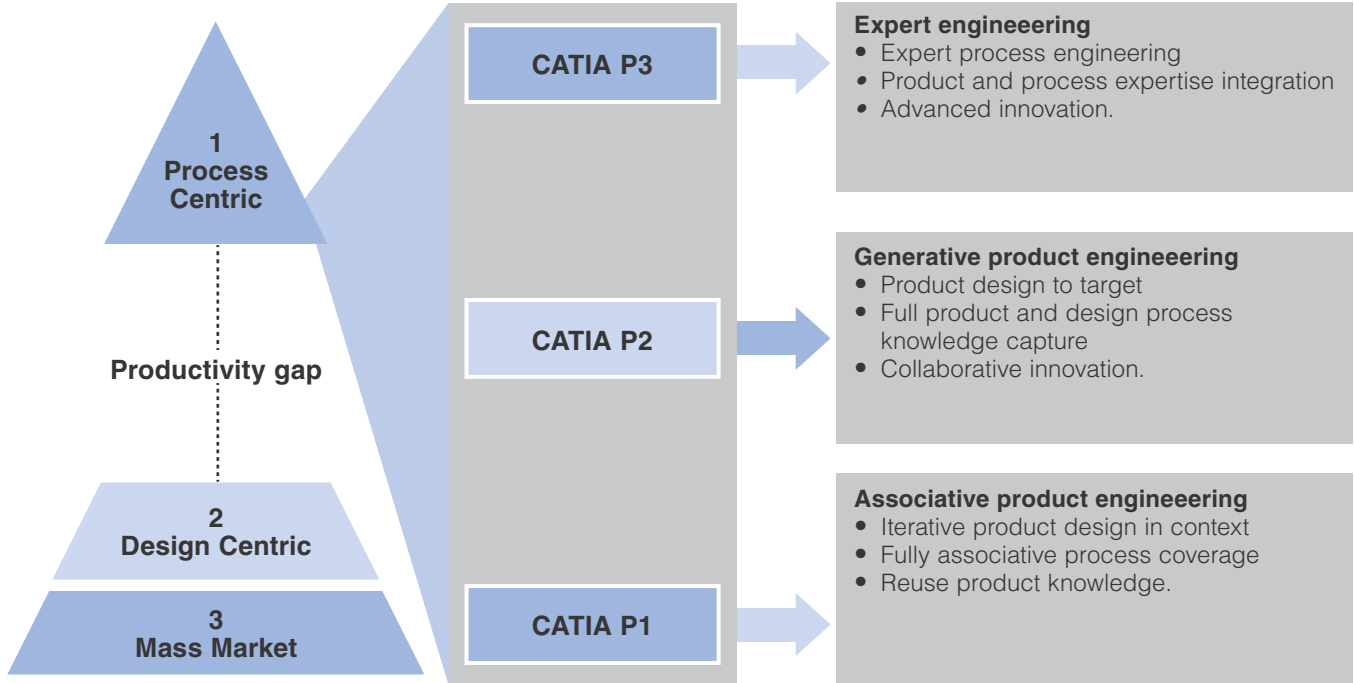 1
Process
Centric
Productivity gap
2
Design Centric
3
Mass Market
CATIA P3
CATIA P2
CATIA P1
Expert engineeering
• Expert process engineering
• Product and process expertise integration
• Advanced innovation.
Generative product engineeering
• Product design to target
• Full product and design process
knowledge capture
• Collaborative innovation.
Associative product engineeering
• Iterative product design in context
• Fully associative process coverage
• Reuse product knowledge.